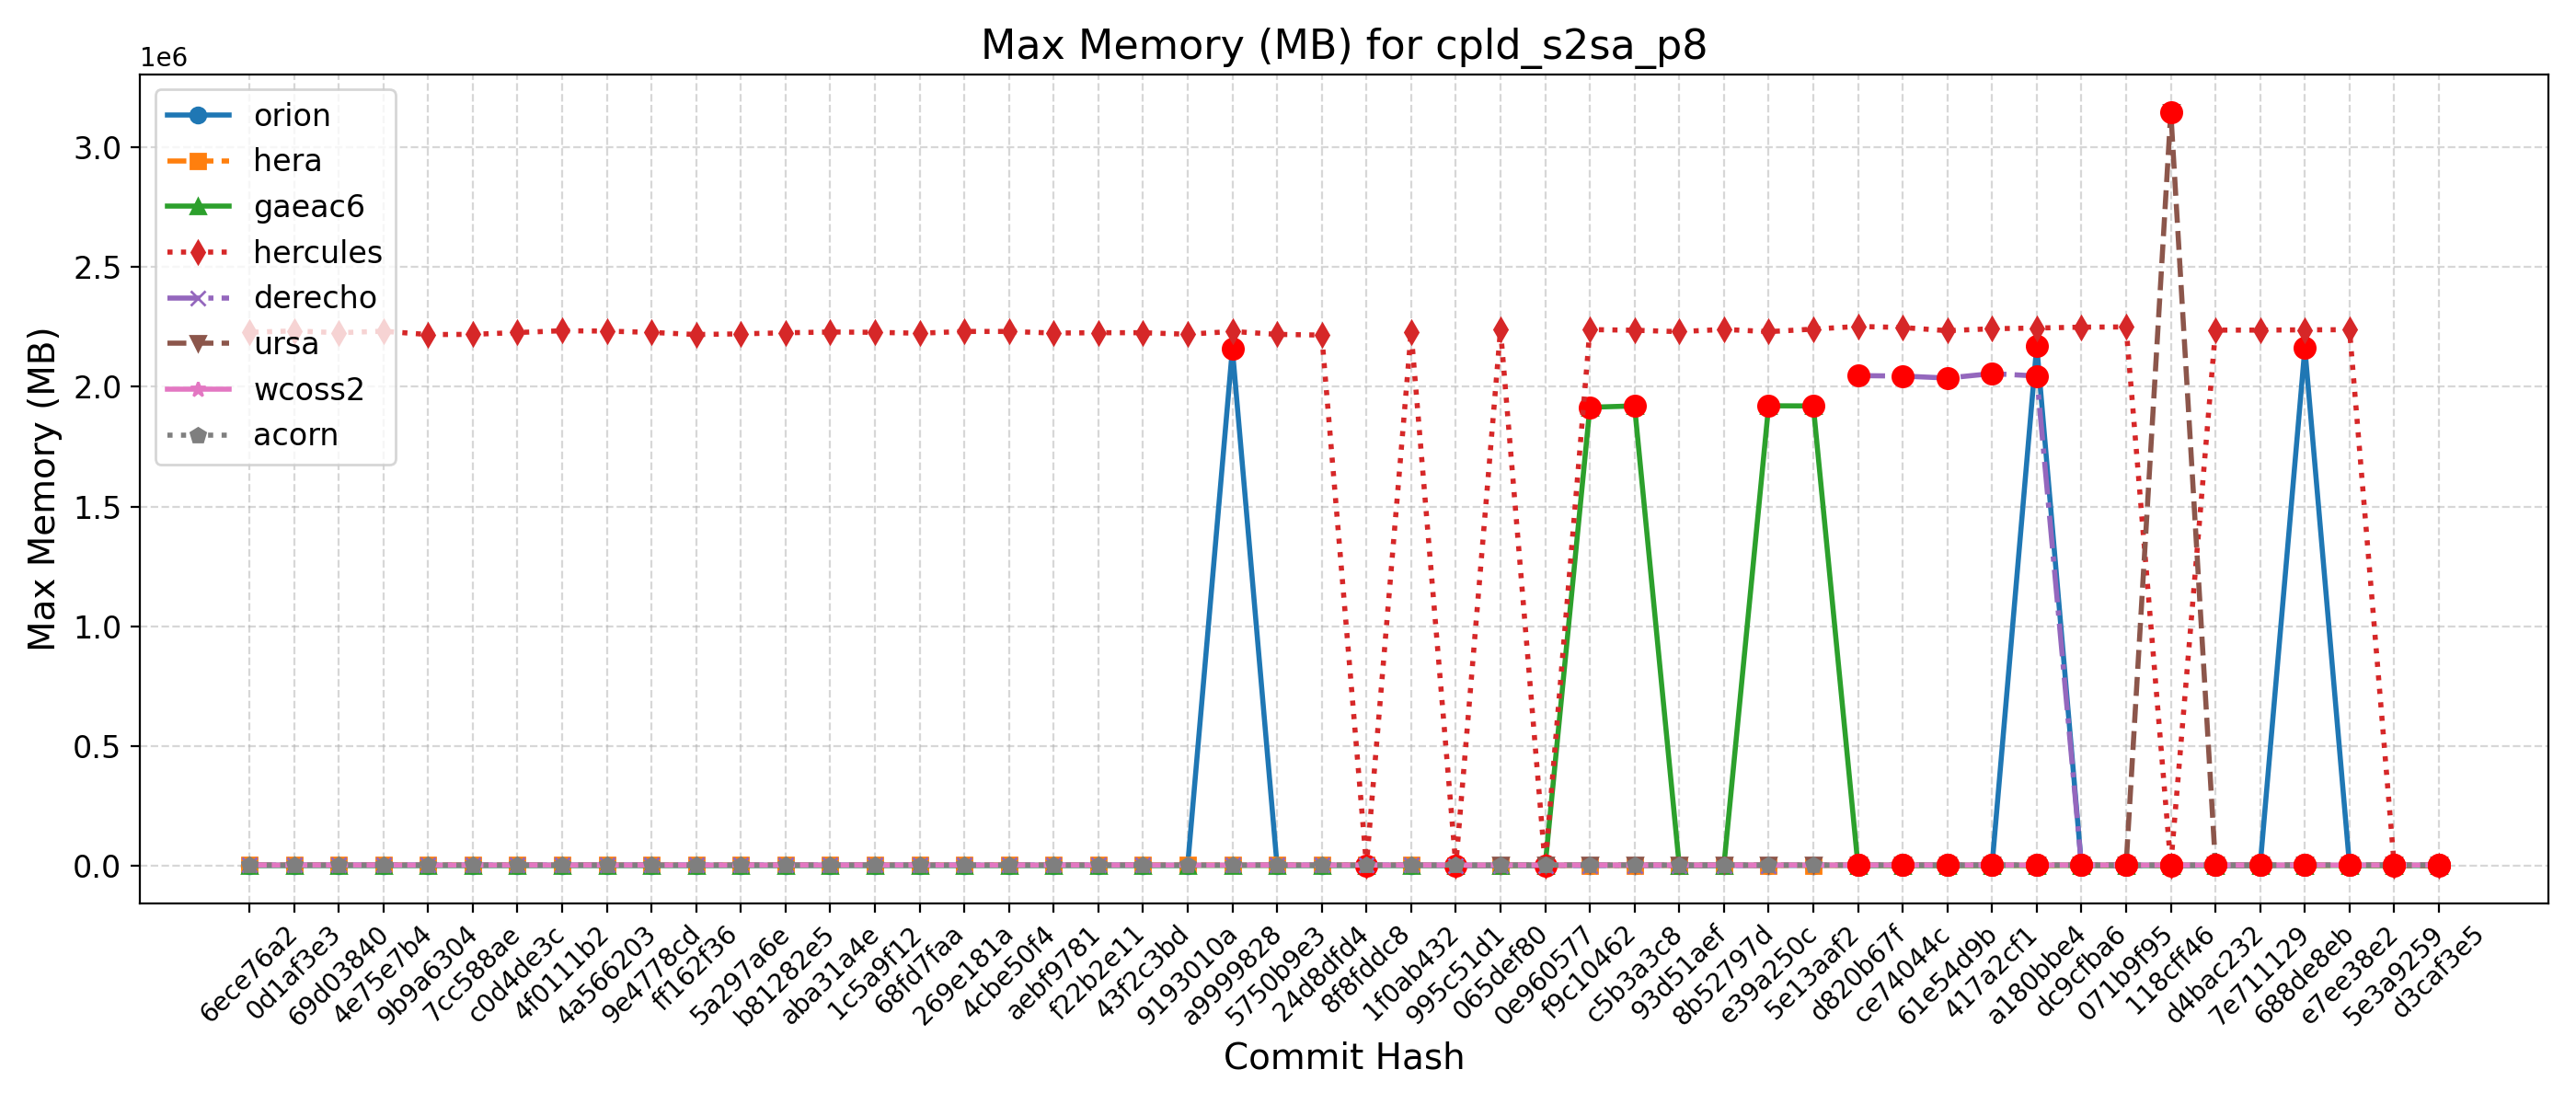 Max Memory (MB) for cpld_s2sa_p8
1e6
3.0
2.5
2.0
1.5
1.0
0.5
0.0
Max Memory (MB)
orion
hera
gaeac6
hercules
derecho
ursa
wcoss2
acorn
6ece76a2
0d1af3e3
69d03840
4e75e7b4
9b9a6304
7cc588ae
c0d4de3c
4f0111b2
4a566203
9e4778cd
ff162f36
5a297a6e
b81282e5
aba31a4e
1c5a9f12
68fd7faa
269e181a
4cbe50f4
aebf9781
f22b2e11
43f2c3bd
9193010a
a9999828
5750b9e3
24d8dfd4
8f8fddc8
1f0ab432
995c51d1
065def80
0e960577
f9c10462
c5b3a3c8
93d51aef
8b52797d
e39a250c
5e13aaf2
d820b67f
ce74044c
61e54d9b
417a2cf1
a180bbe4
dc9cfba6
071b9f95
118cff46
d4bac232
7e711129
688de8eb
e7ee38e2
5e3a9259
d3caf3e5
Commit Hash